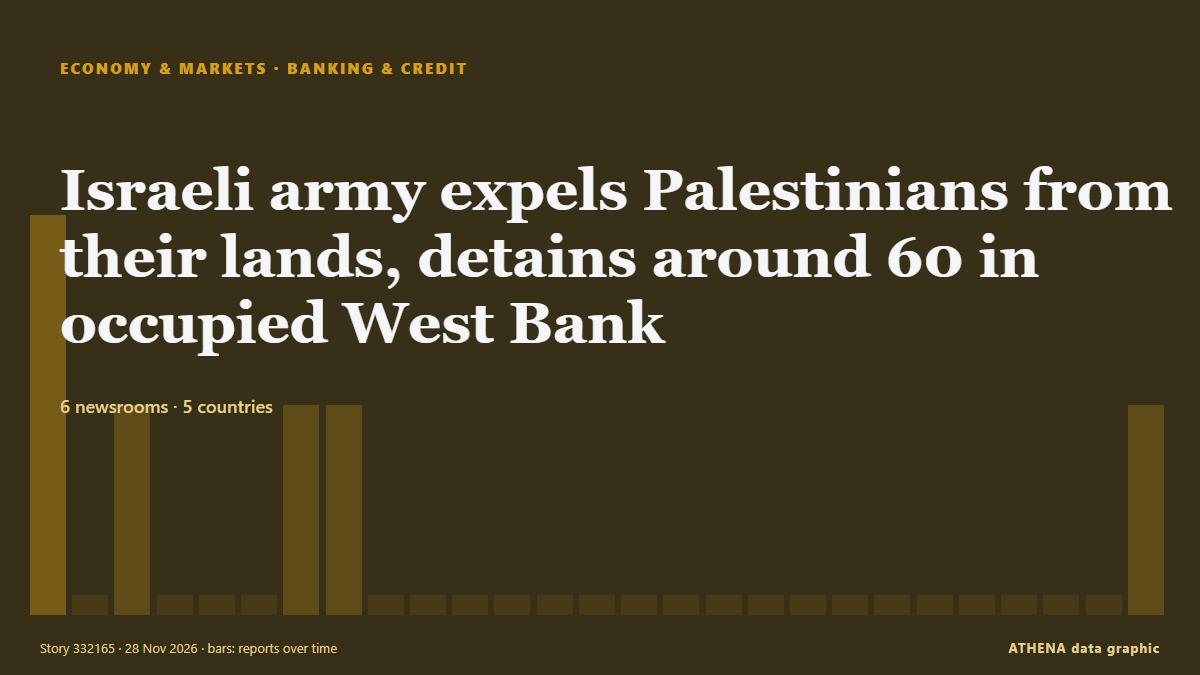 ECONOMY & MARKETS · BANKING & CREDIT
Israeli army expels Palestinians from
their lands, detains around 60 in
occupied West Bank
6 newsrooms · 5 countries
Story 332165 · 28 Nov 2026 · bars: reports over time
ATHENA data graphic